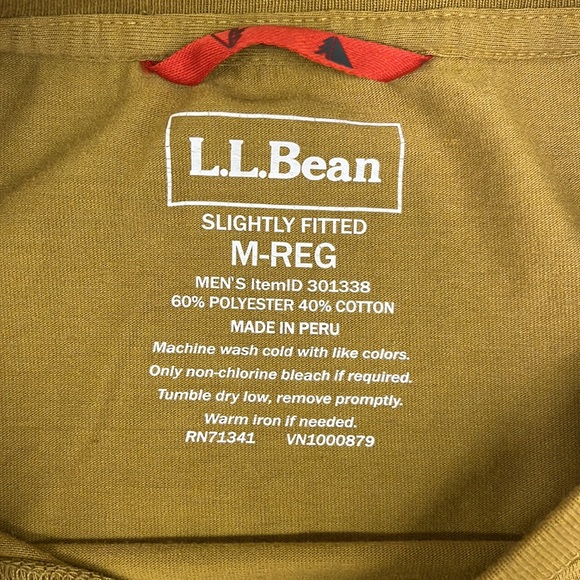 L.L.Bean
SLIGHTLY FITTED
M-REG
MEN'S ItemID 301338
60% POLYESTER 40% COTTON
MADE IN PERU
Machine wash cold with like colors.
Only non-chlorine bleach if required.
Tumble dry low, remove promptly.
Warm iron if needed.
RN71341 VN1000879